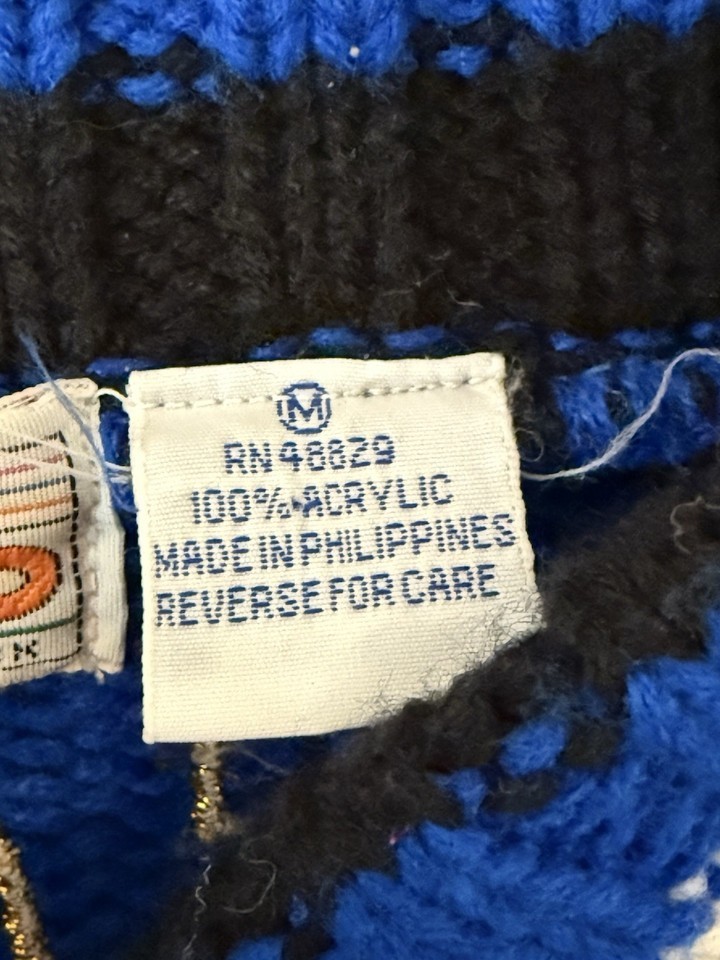 M
RN 48829
100% ACRYLIC
MADE IN PHILIPPINES
REVERSE FOR CARE